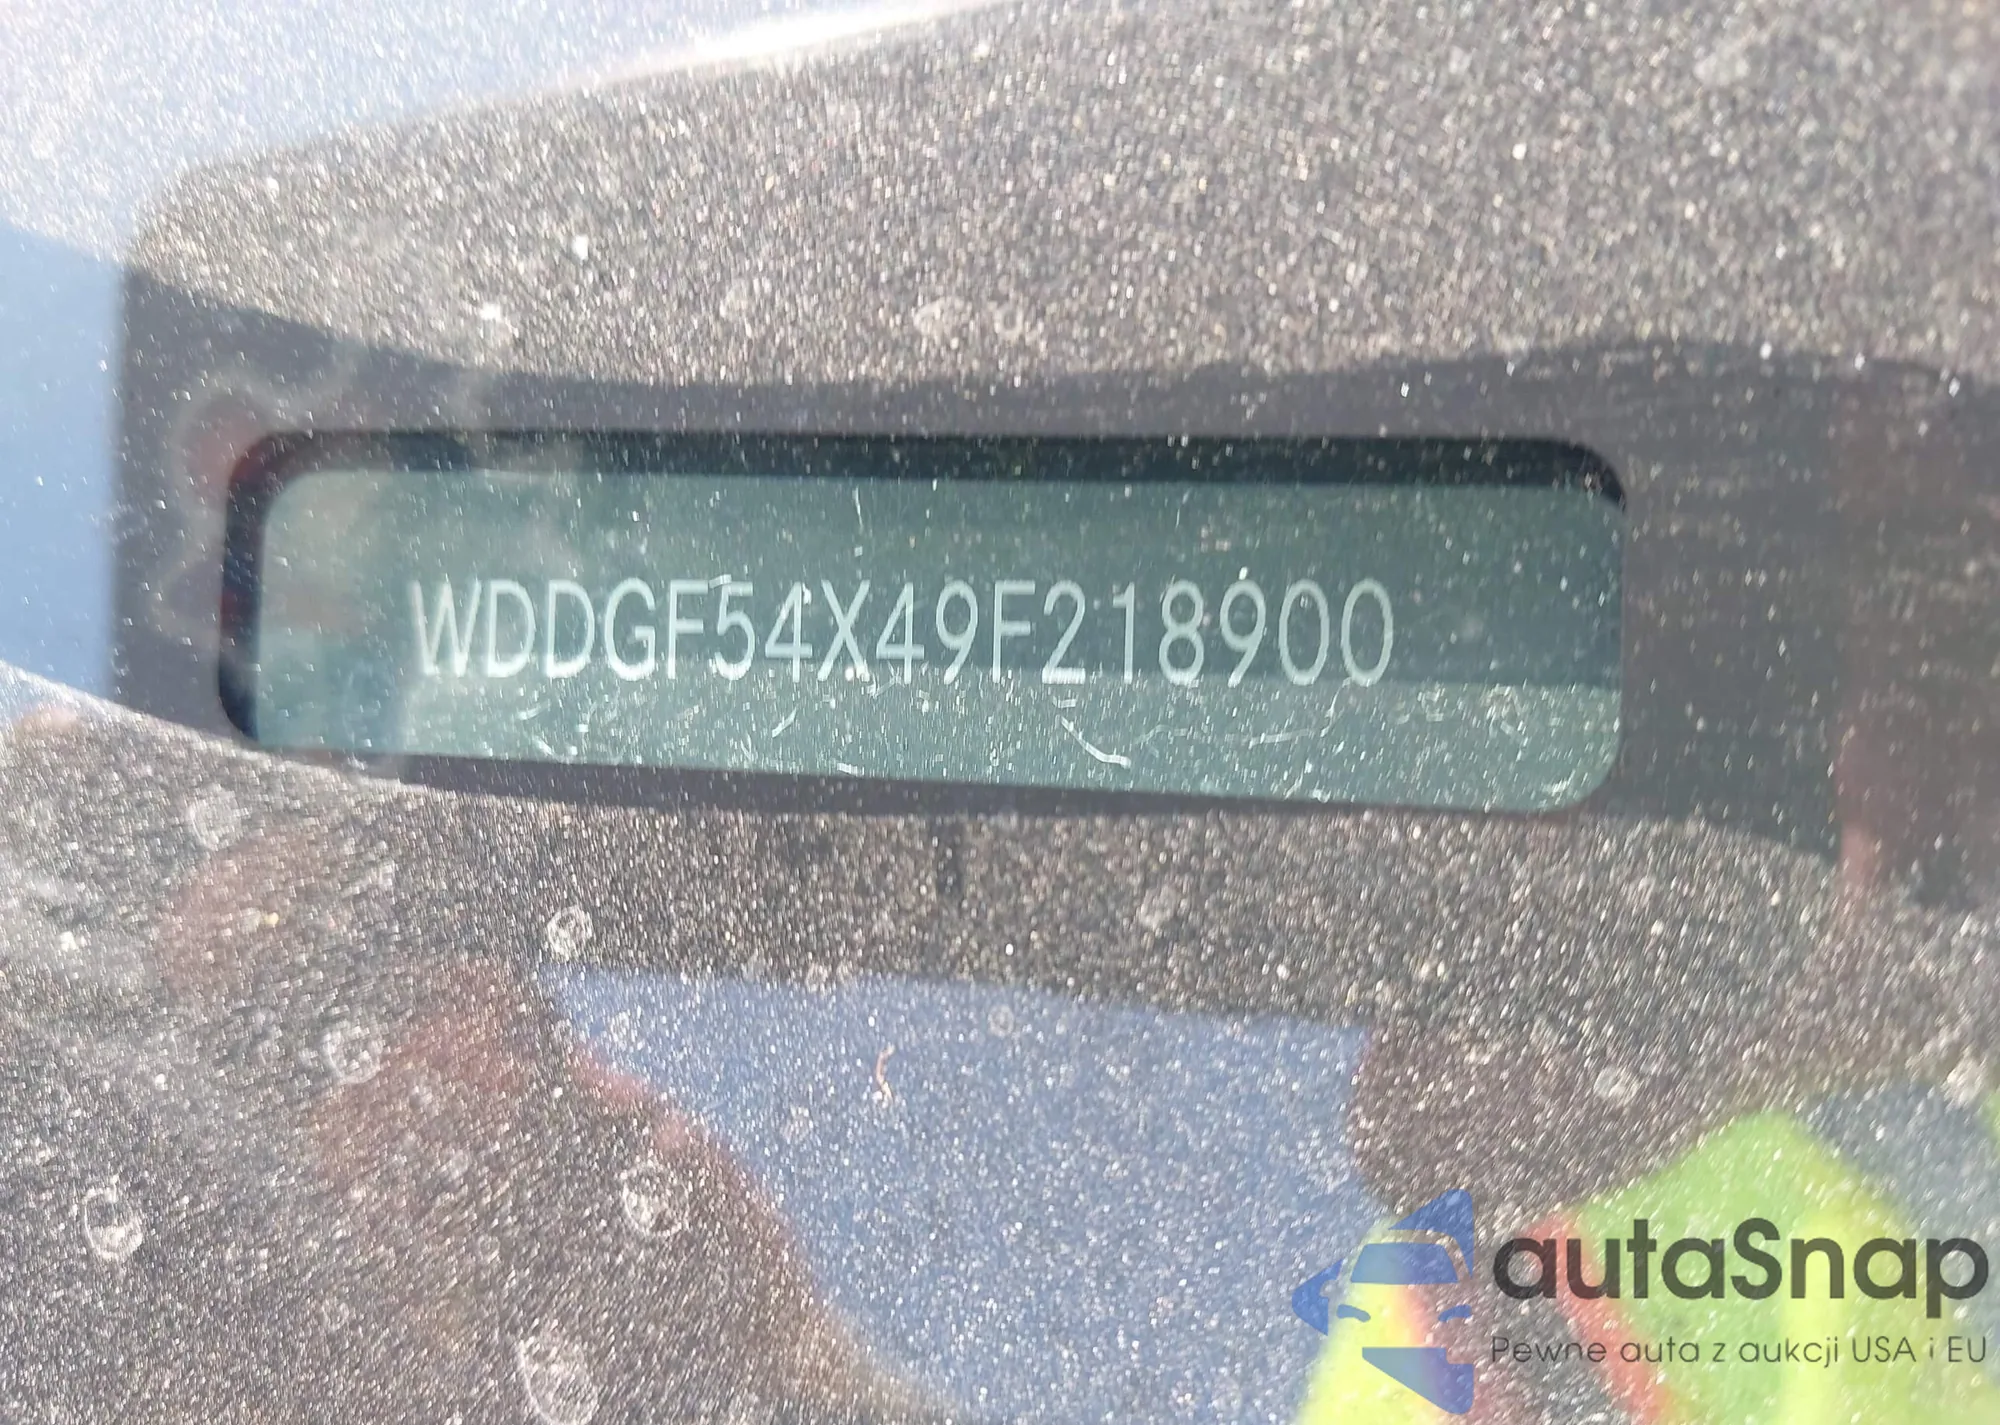 WDDGF54X49F218900
autaSnap
Pewne auta z aukcji USA i EU